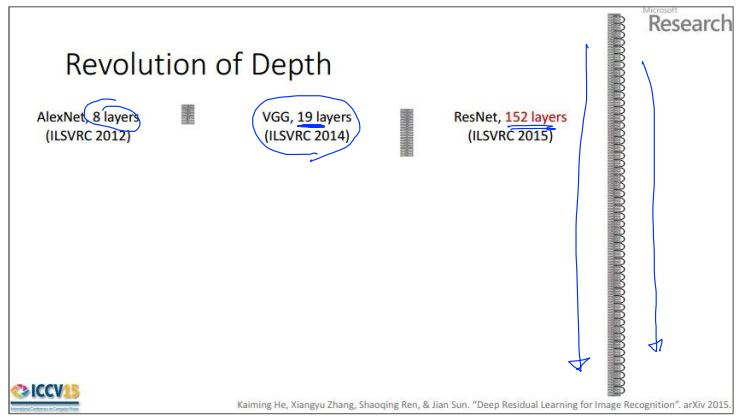 Microsoft
Research
Revolution of Depth
AlexNet, 8 layers
(ILSVRC 2012)
VGG, 19 layers
(ILSVRC 2014)
ResNet, 152 layers
(ILSVRC 2015)
ICCV15
International Conference on Computer Vision
Kaiming He, Xiangyu Zhang, Shaoqing Ren, & Jian Sun. "Deep Residual Learning for Image Recognition". arXiv 2015.